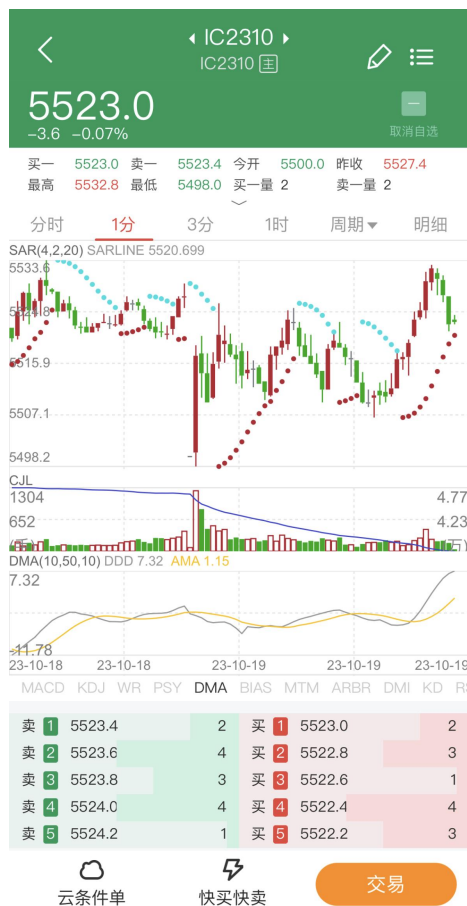 IC2310
IC2310 主
5523.0
-3.6 -0.07%
取消自选
买一 5523.0 卖一 5523.4 今开 5500.0 昨收 5527.4
最高 5532.8 最低 5498.0 买一量 2 卖一量 2
分时 1分 3分 1时 周期 明细
SAR(4,2,20) SARLINE 5520.699
5533.6
5524.8
5515.9
5507.1
5498.2
CJL
1304 4.77
652 4.23
DMA(10,50,10) DDD 7.32 AMA 1.15
7.32
-11.78
23-10-18 23-10-18 23-10-19 23-10-19 23-10-19
MACD KDJ WR PSY DMA BIAS MTM ARBR DMI KD
卖 1 5523.4 2 买 1 5523.0 2
卖 2 5523.6 4 买 2 5522.8 3
卖 3 5523.8 3 买 3 5522.6 1
卖 4 5524.0 4 买 4 5522.4 4
卖 5 5524.2 1 买 5 5522.2 3
云条件单 快买快卖 交易